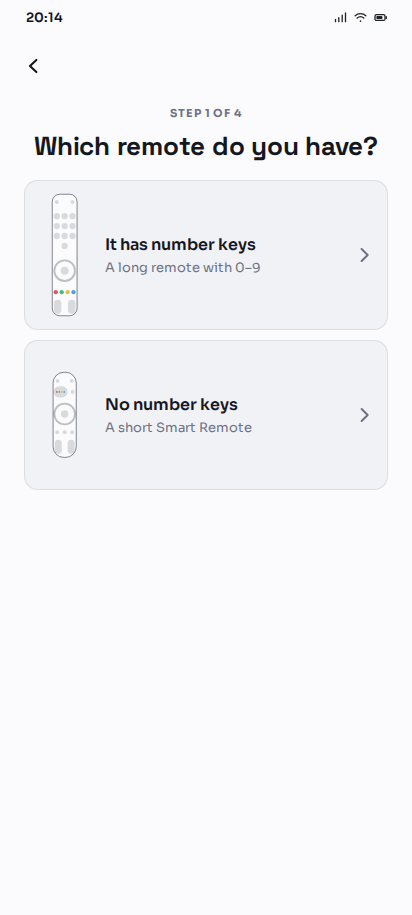 20:14
STEP 1 OF 4
Which remote do you have?
It has number keys
A long remote with 0–9
No number keys
A short Smart Remote